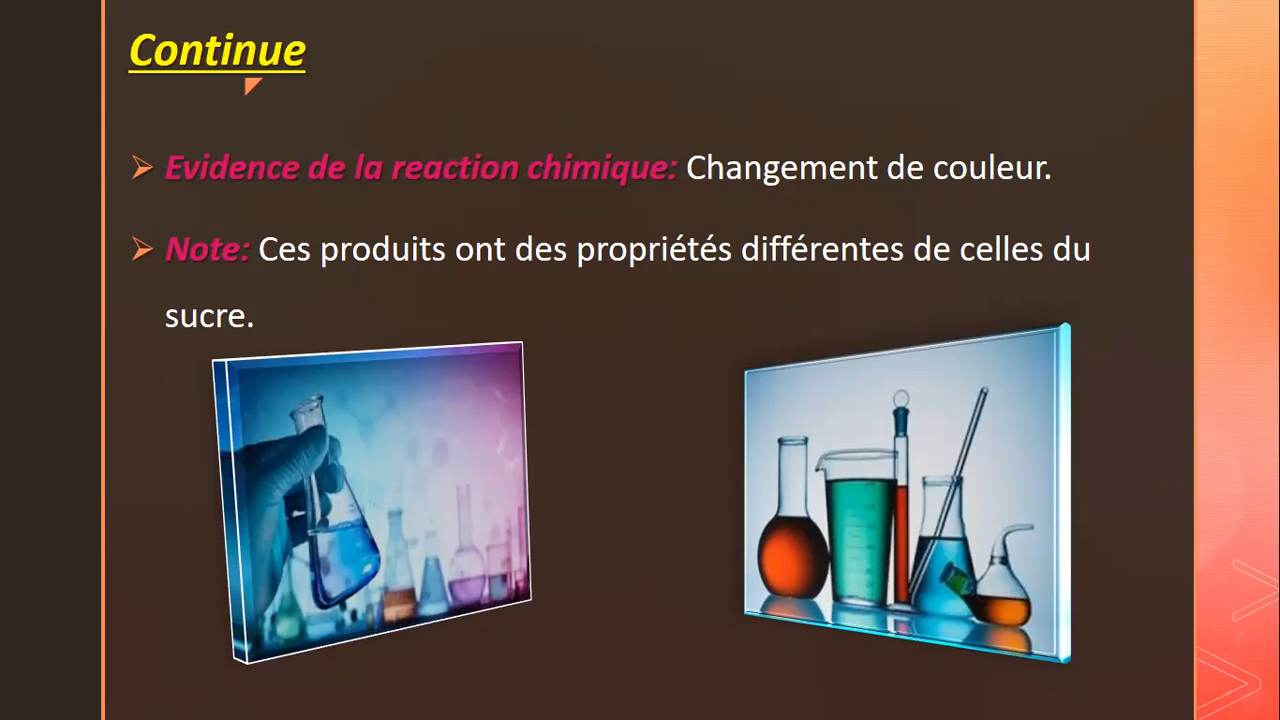 Continue
Evidence de la reaction chimique: Changement de couleur.
Note: Ces produits ont des propriétés différentes de celles du
sucre.